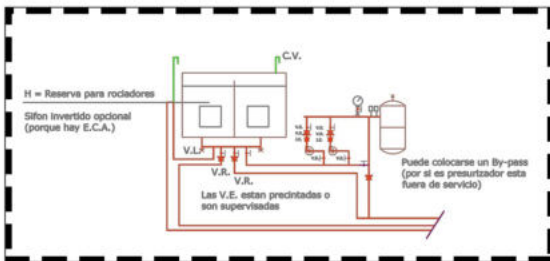 C.V.
H = Reserva para rociadores
Sifon invertido opcional
(porque hay E.C.A.)
V.L.
V.R.
V.R.
Las V.E. estan precintadas o
son supervisadas
Puede colocarse un By-pass
(por si es presurizador esta
fuera de servicio)